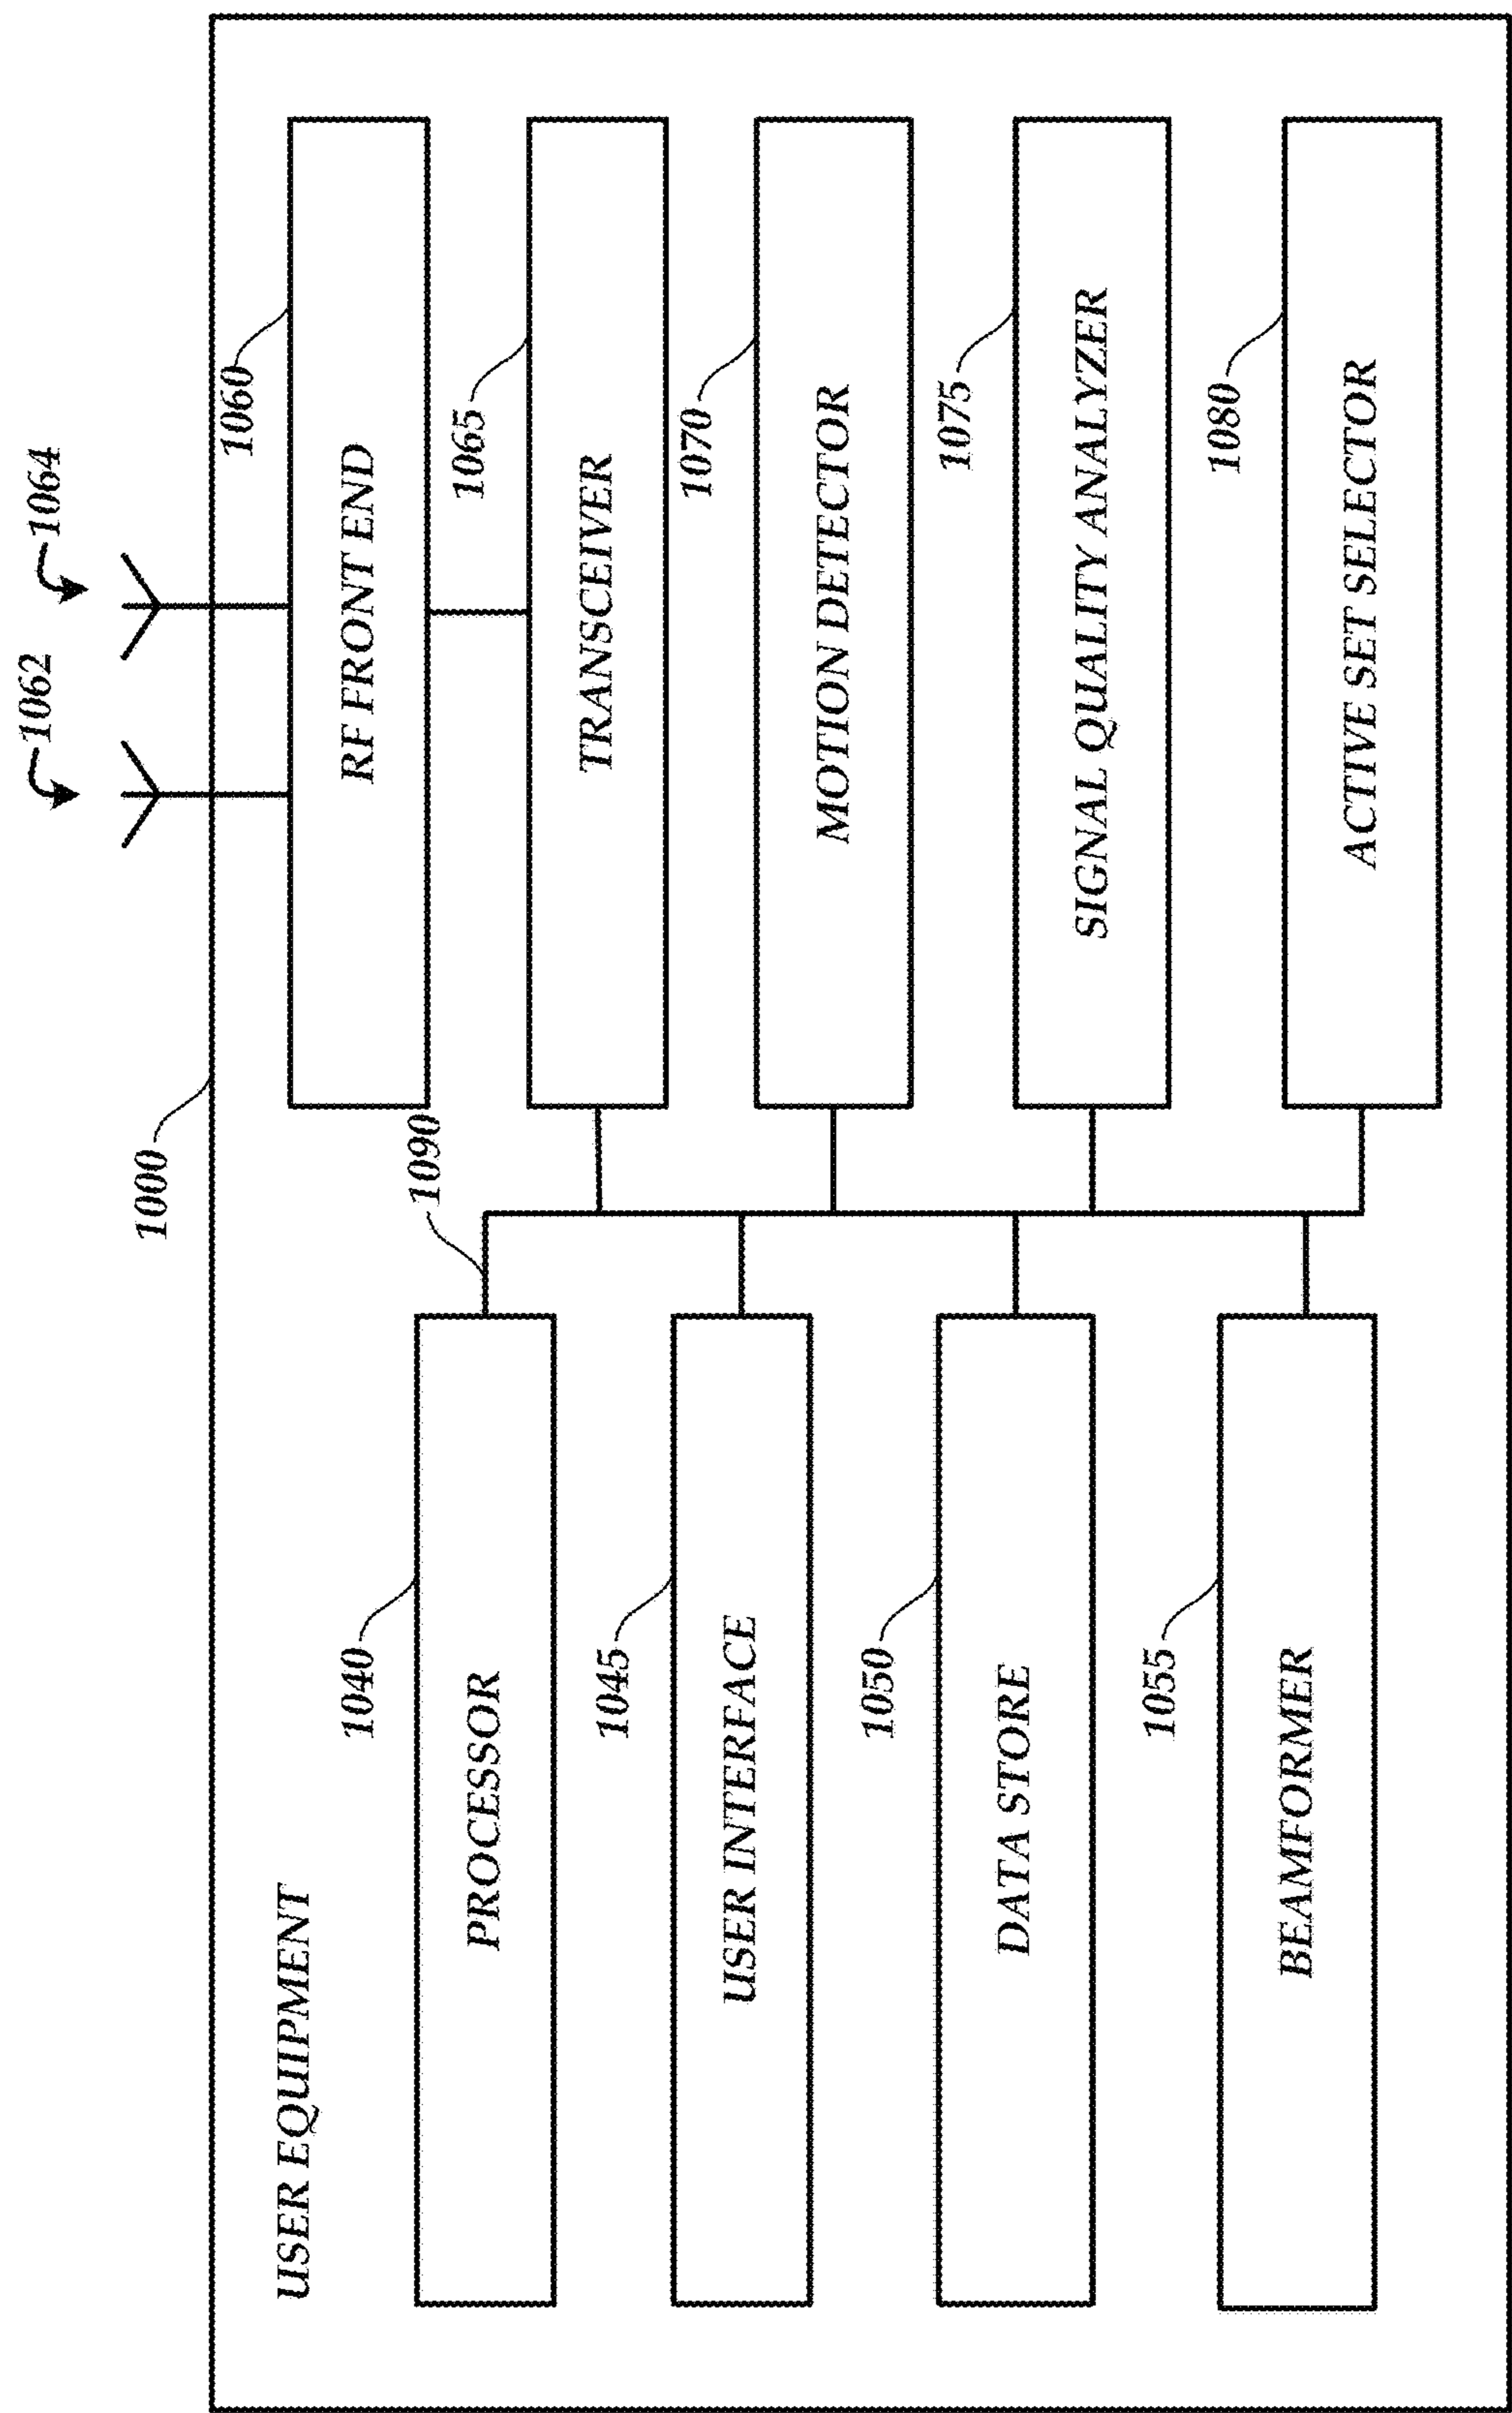 1062
1064
1000
USER EQUIPMENT
1060
RF FRONT END
1040
PROCESSOR
1090
1065
TRANSCEIVER
1045
USER INTERFACE
1070
MOTION DETECTOR
1050
DATA STORE
1075
SIGNAL QUALITY ANALYZER
1055
BEAMFORMER
1080
ACTIVE SET SELECTOR